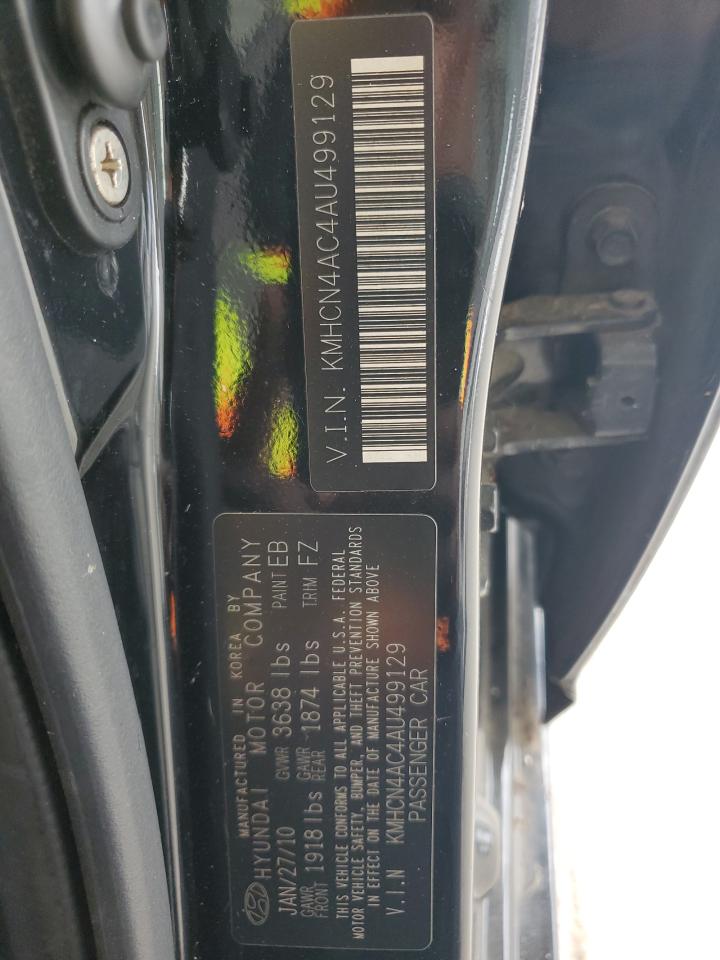 V.I.N. KMHCN4AC4AU499129
MANUFACTURED IN KOREA BY
HYUNDAI MOTOR COMPANY
JAN/27/10 GVWR 3638 lbs PAINT EB
GAWR FRONT 1918 lbs GAWR REAR 1874 lbs TRIM FZ
THIS VEHICLE CONFORMS TO ALL APPLICABLE U.S.A. FEDERAL
MOTOR VEHICLE SAFETY, BUMPER, AND THEFT PREVENTION STANDARDS
IN EFFECT ON THE DATE OF MANUFACTURE SHOWN ABOVE
V.I.N KMHCN4AC4AU499129
PASSENGER CAR